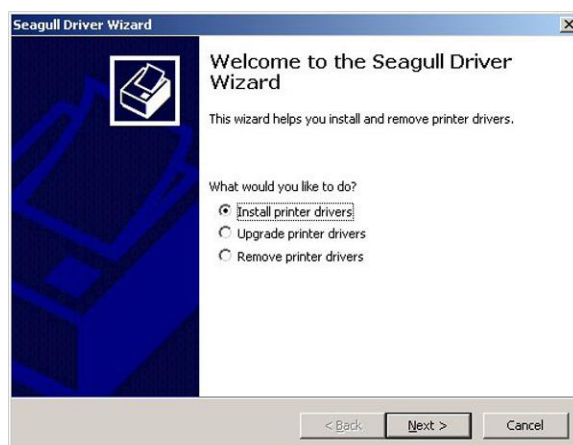 Seagull Driver Wizard
Welcome to the Seagull Driver
Wizard
This wizard helps you install and remove printer drivers.
What would you like to do?
Install printer drivers
Upgrade printer drivers
Remove printer drivers
< Back Next > Cancel